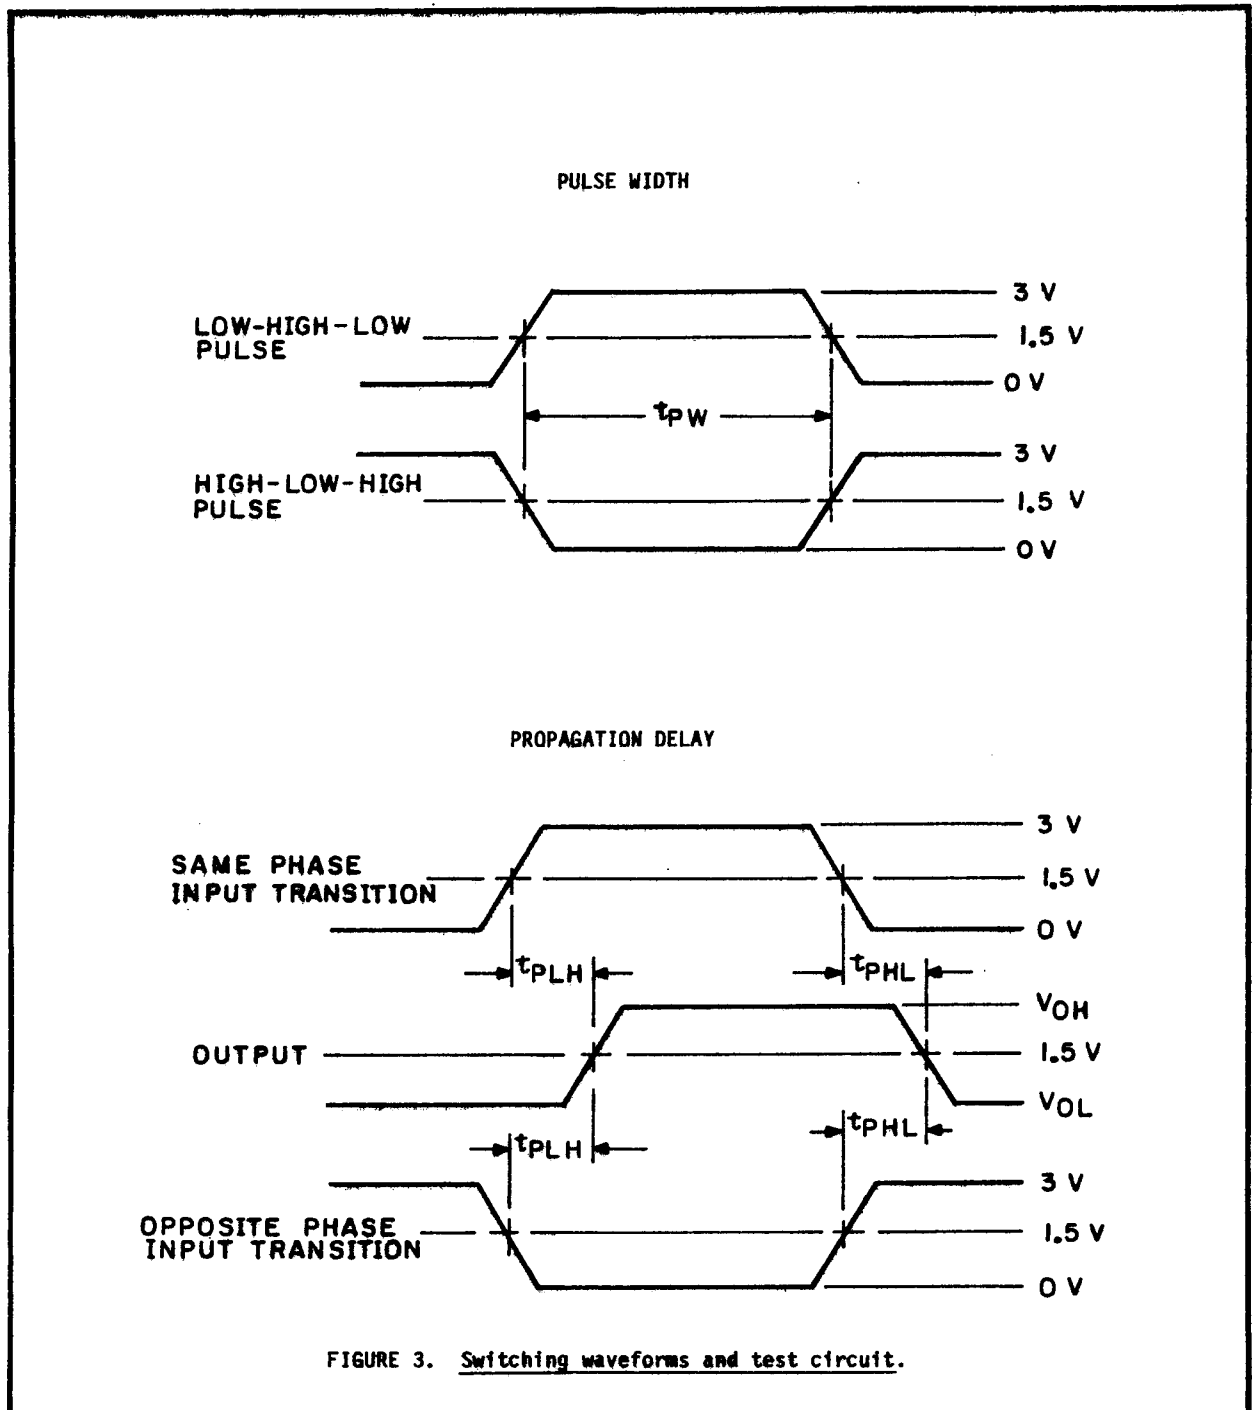 PULSE WIDTH
3 V
LOW-HIGH-LOW
PULSE
1.5 V
0 V
tPW
3 V
HIGH-LOW-HIGH
PULSE
1.5 V
0 V
PROPAGATION DELAY
3 V
SAME PHASE
INPUT TRANSITION
1.5 V
0 V
tPLH
tPHL
VOH
OUTPUT
1.5 V
VOL
tPLH
tPHL
3 V
OPPOSITE PHASE
INPUT TRANSITION
1.5 V
0 V
FIGURE 3. Switching waveforms and test circuit.